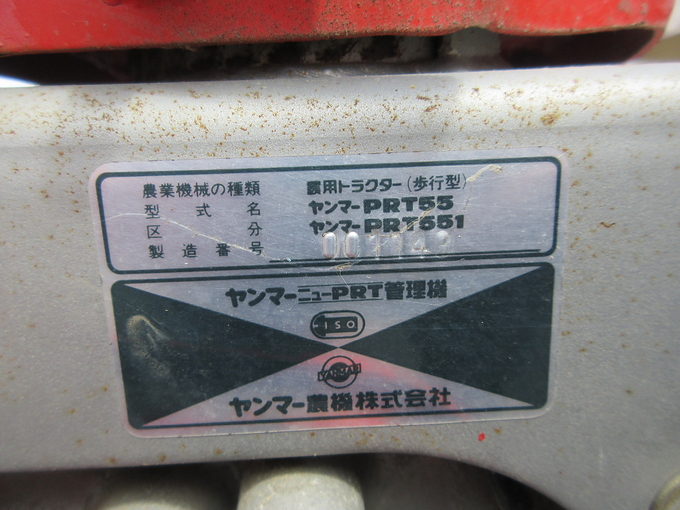 農業機械の種類 農用トラクター(歩行型)
型式名 ヤンマーPRT55
区分 ヤンマーPRT551
製造番号
ヤンマーニューPRT管理機
ISO
YANMAR
ヤンマー農機株式会社